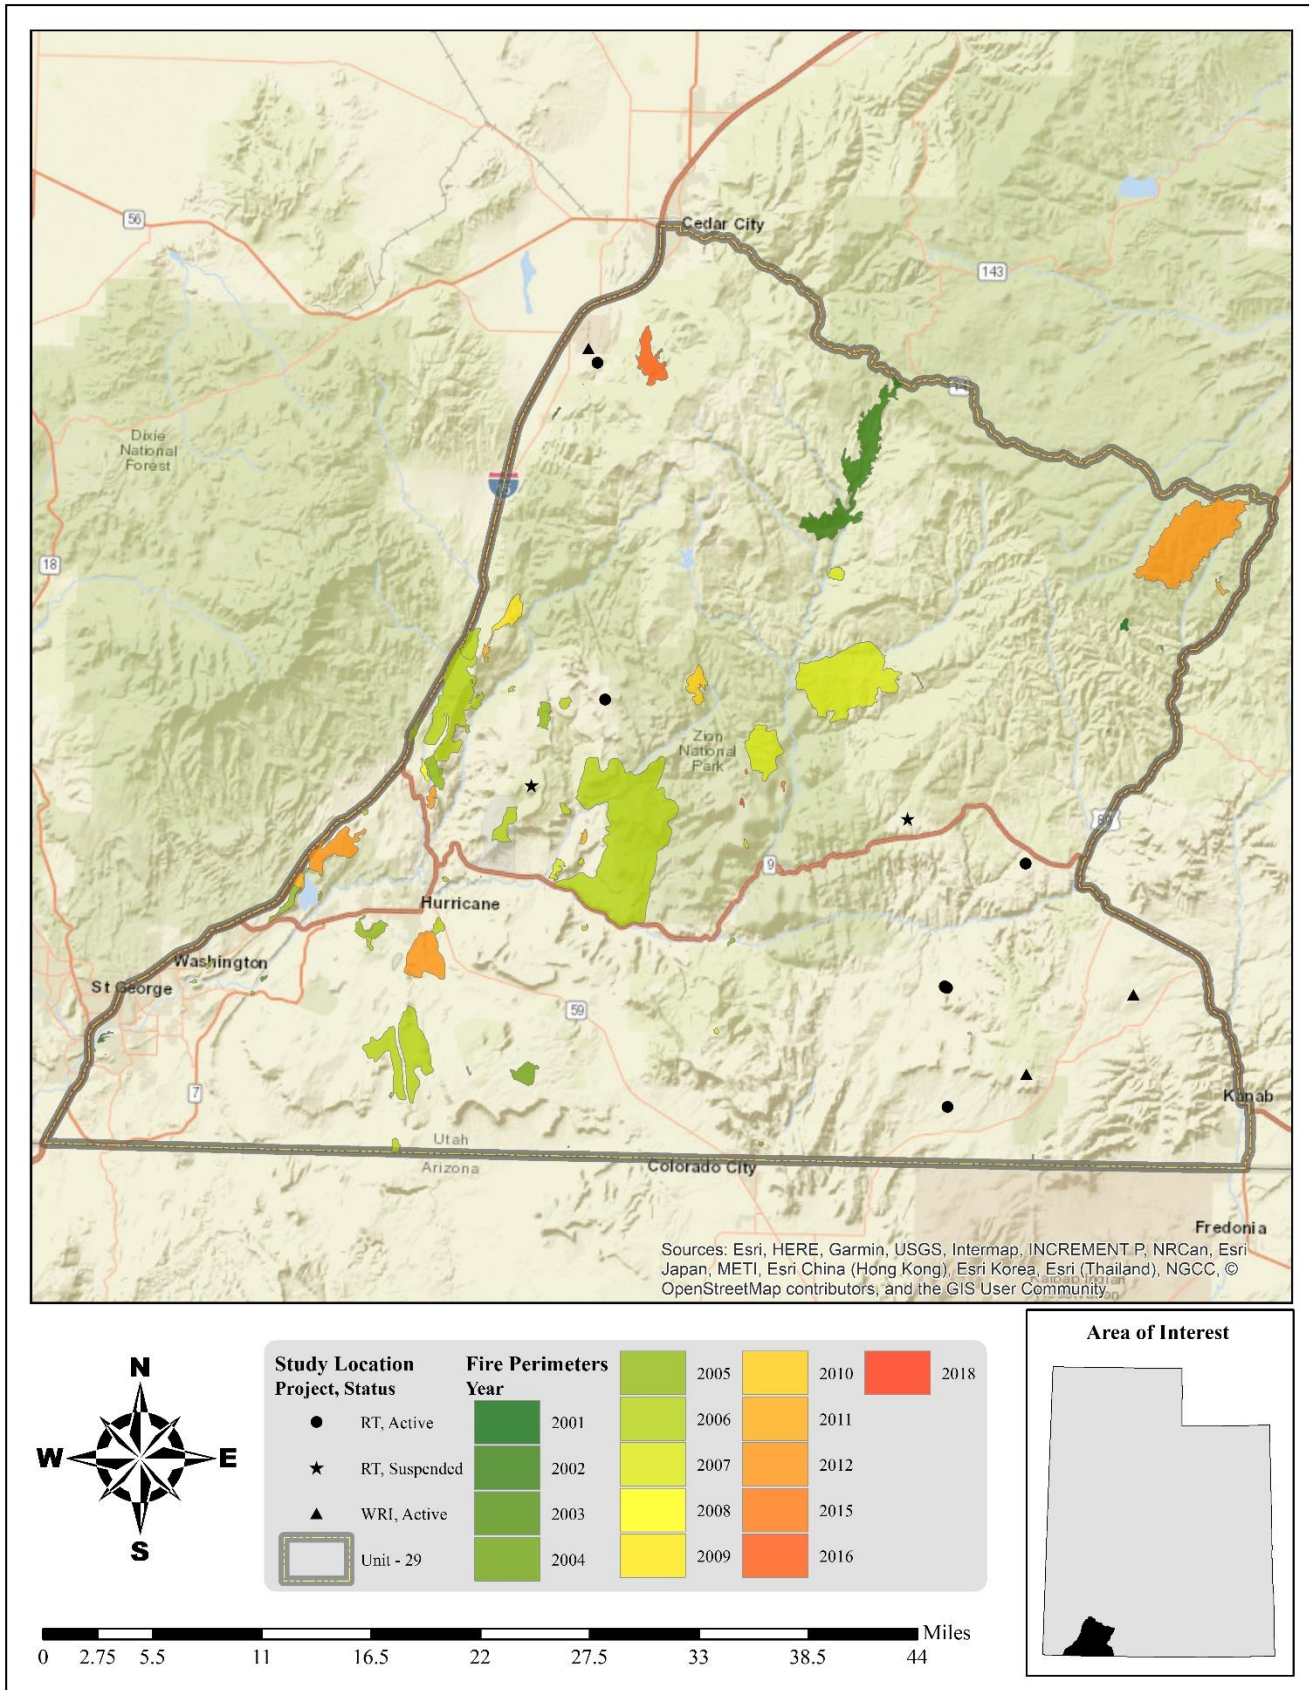 Cedar City
56
143
14
Dixie
National
Forest
15
18
Zion
National
Park
89
9
Hurricane
Washington
St George
59
7
Kanab
Utah
Arizona
Colorado City
Fredonia
Sources: Esri, HERE, Garmin, USGS, Intermap, INCREMENT P, NRCan, Esri
Japan, METI, Esri China (Hong Kong), Esri Korea, Esri (Thailand), NGCC, ©
OpenStreetMap contributors, and the GIS User Community
Kaibab Indian
Reservation
N
W
E
S
Study Location
Project, Status
RT, Active
RT, Suspended
WRI, Active
Unit - 29
Fire Perimeters
Year
2001
2002
2003
2004
2005
2006
2007
2008
2009
2010
2011
2012
2015
2016
2018
Area of Interest
Miles
0 2.75 5.5 11 16.5 22 27.5 33 38.5 44